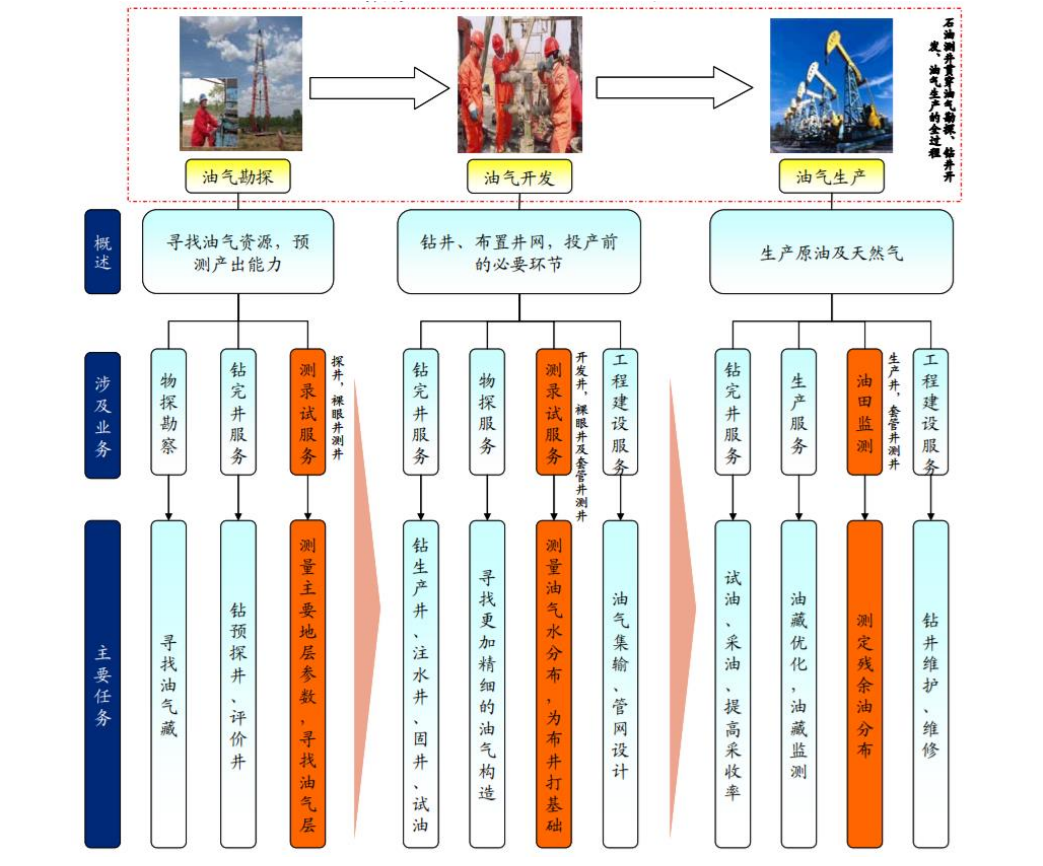 石油测井贯穿油气勘探、钻井开
发、油气生产的全过程
油气勘探
油气开发
油气生产
概述
寻找油气资源，预
测产出能力
钻井、布置井网，投产前
的必要环节
生产原油及天然气
涉及业务
物探勘察
钻完井服务
测录试服务
探井，裸眼井测井
钻完井服务
物探服务
测录试服务
开发井，裸眼井及套管井测井
工程建设服务
钻完井服务
生产服务
油田监测
生产井，套管井测井
工程建设服务
主要任务
寻找油气藏
钻预探井、评价井
测量主要地层参数，寻找油气层
钻生产井、注水井、固井、试油
寻找更加精细的油气构造
测量油气水分布，为布井打基础
油气集输、管网设计
试油、采油、提高采收率
油藏优化，油藏监测
测定残余油分布
钻井维护、维修